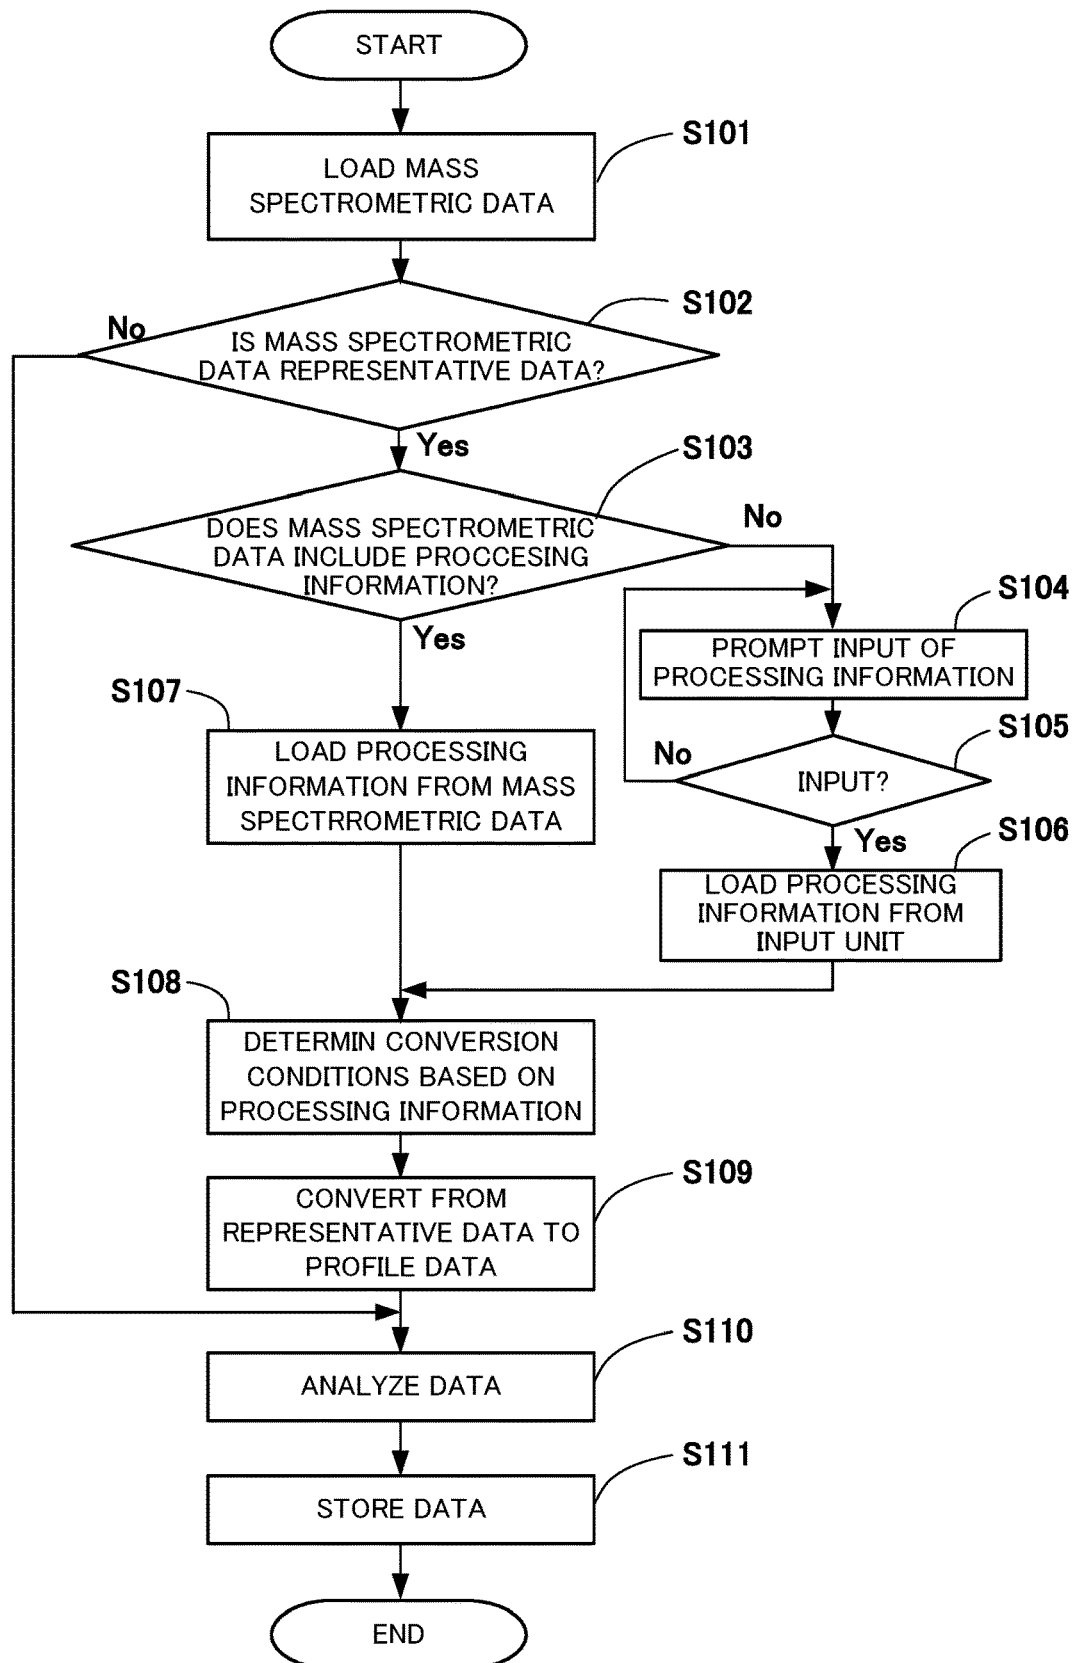 START
S101
LOAD MASS
SPECTROMETRIC DATA
S102
No
IS MASS SPECTROMETRIC
DATA REPRESENTATIVE DATA?
Yes
S103
No
DOES MASS SPECTROMETRIC
DATA INCLUDE PROCCESING
INFORMATION?
Yes
S104
PROMPT INPUT OF
PROCESSING INFORMATION
S105
No
INPUT?
Yes
S106
LOAD PROCESSING
INFORMATION FROM
INPUT UNIT
S107
LOAD PROCESSING
INFORMATION FROM MASS
SPECTRROMETRIC DATA
S108
DETERMIN CONVERSION
CONDITIONS BASED ON
PROCESSING INFORMATION
S109
CONVERT FROM
REPRESENTATIVE DATA TO
PROFILE DATA
S110
ANALYZE DATA
S111
STORE DATA
END